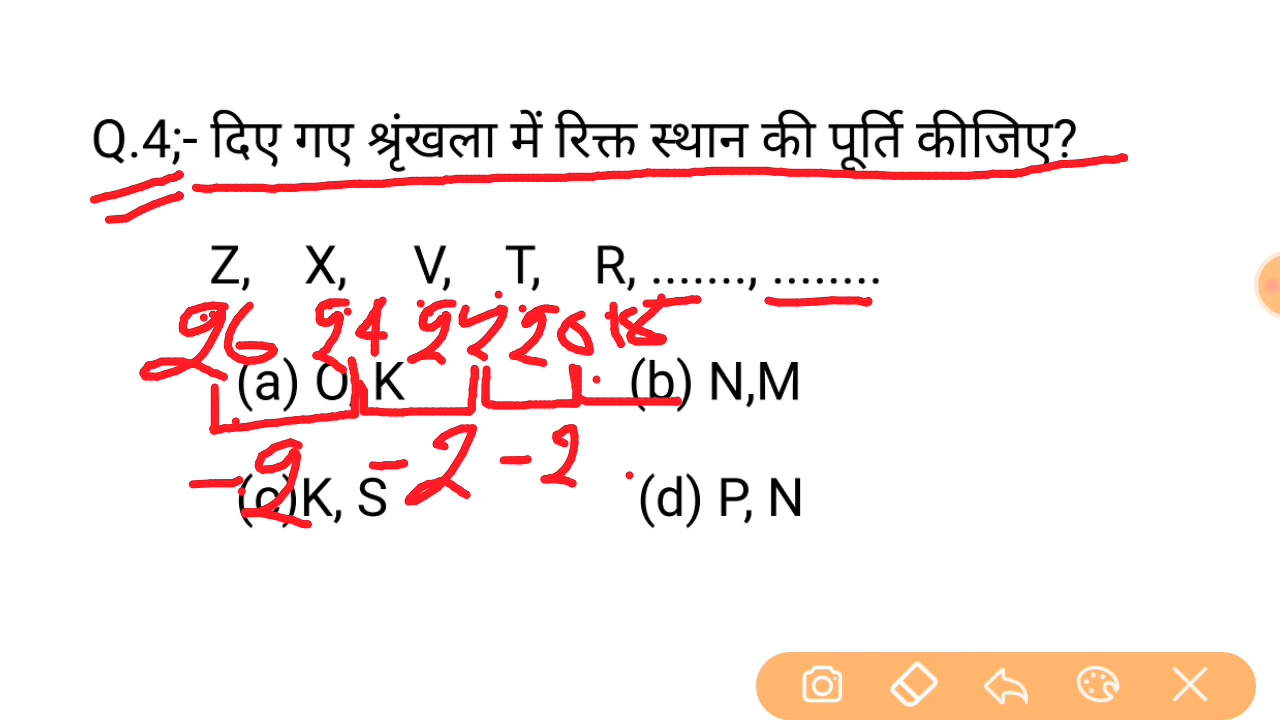 Q.4;- दिए गए श्रृंखला में रिक्त स्थान की पूर्ति कीजिए?
Z, X, V, T, R, ......., ........
26 24 22 20 18
(a) O, K (b) N,M
-2 -2 -2
(c)K, S (d) P, N